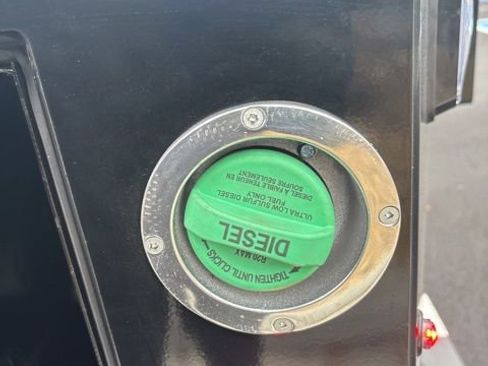 TIGHTEN UNTIL CLICKS
B20 MAX
DIESEL
ULTRA LOW SULFUR DIESEL
FUEL ONLY
DIESEL A FAIBLE TENEUR EN
SOUFRE SEULEMENT